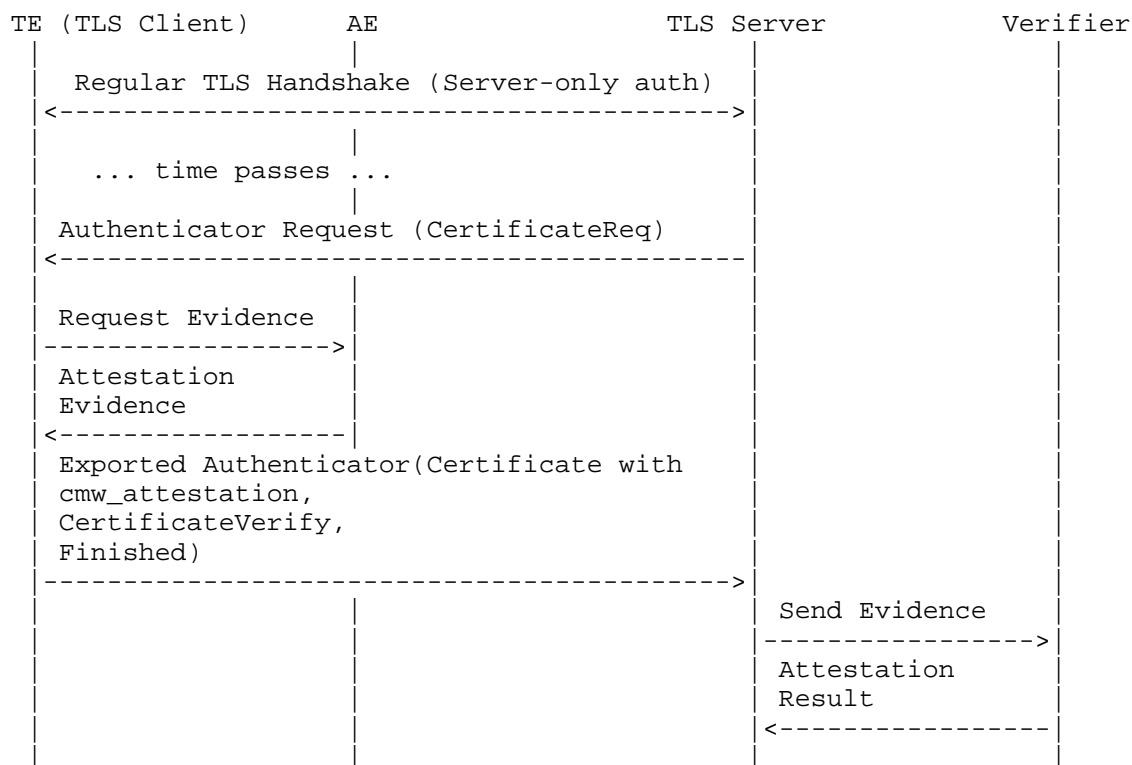 TE (TLS Client) AE TLS Server Verifier
Regular TLS Handshake (Server-only auth)
... time passes ...
Authenticator Request (CertificateReq)
Request Evidence
Attestation
Evidence
Exported Authenticator(Certificate with
cmw_attestation,
CertificateVerify,
Finished)
Send Evidence
Attestation
Result